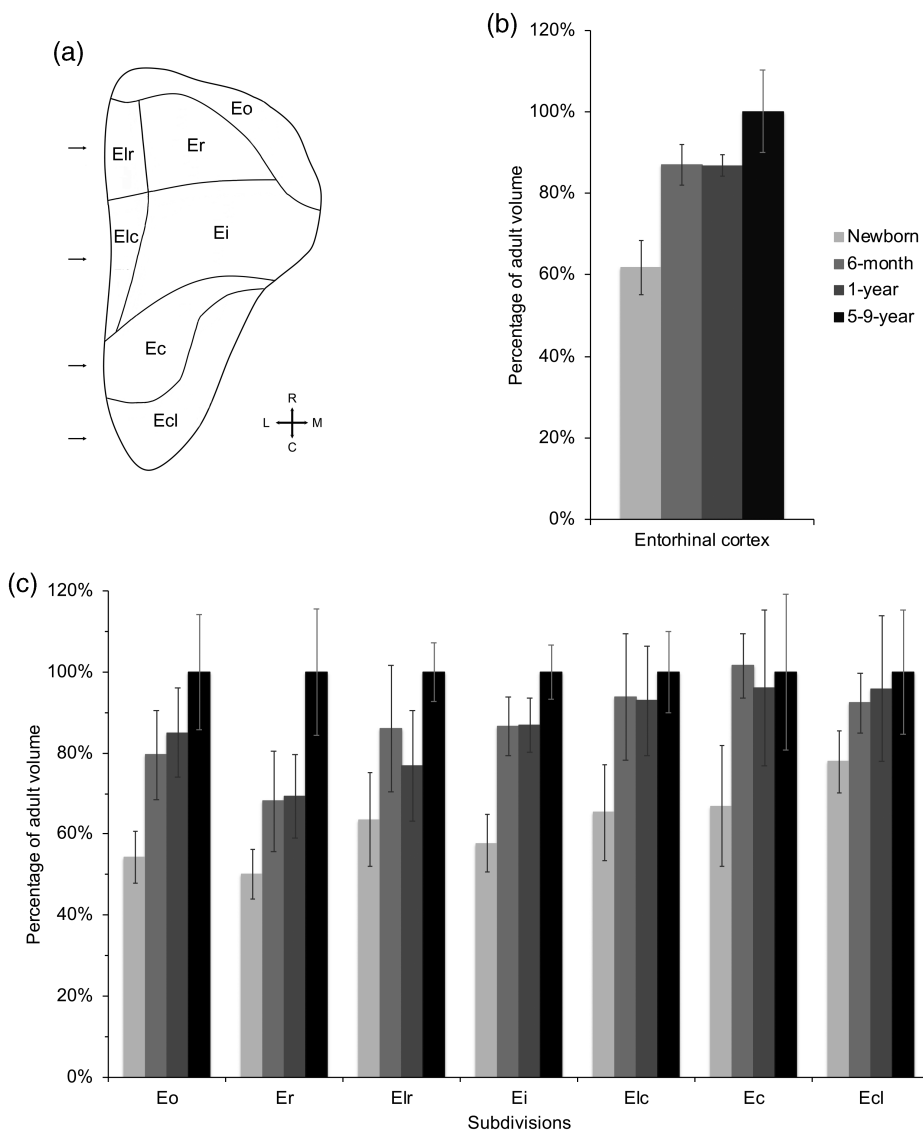 (a)
Eo
Er
Elr
Elc
Ei
Ec
Ecl
R
L M
C
(b)
120%
100%
80%
60%
40%
20%
0%
Percentage of adult volume
Entorhinal cortex
Newborn
6-month
1-year
5-9-year
(c)
120%
100%
80%
60%
40%
20%
0%
Percentage of adult volume
Eo Er Elr Ei Elc Ec Ecl
Subdivisions